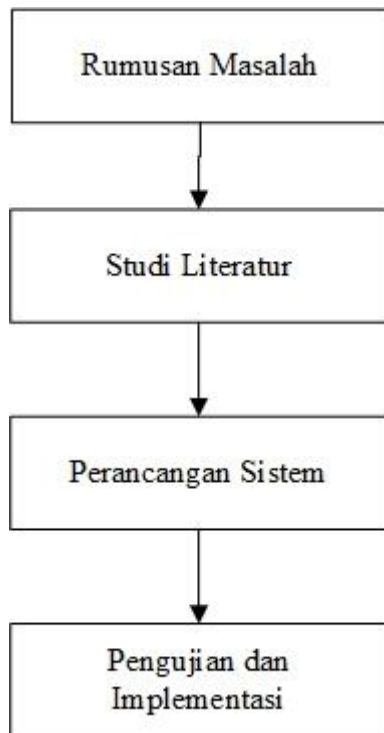 Rumusan Masalah
Studi Literatur
Perancangan Sistem
Pengujian dan
Implementasi